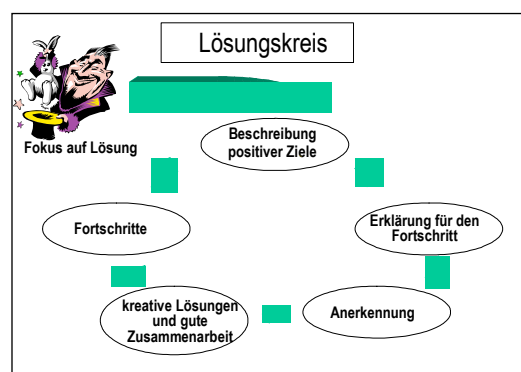 Lösungskreis
Fokus auf Lösung
Beschreibung
positiver Ziele
Fortschritte
Erklärung für den
Fortschritt
kreative Lösungen
und gute
Zusammenarbeit
Anerkennung